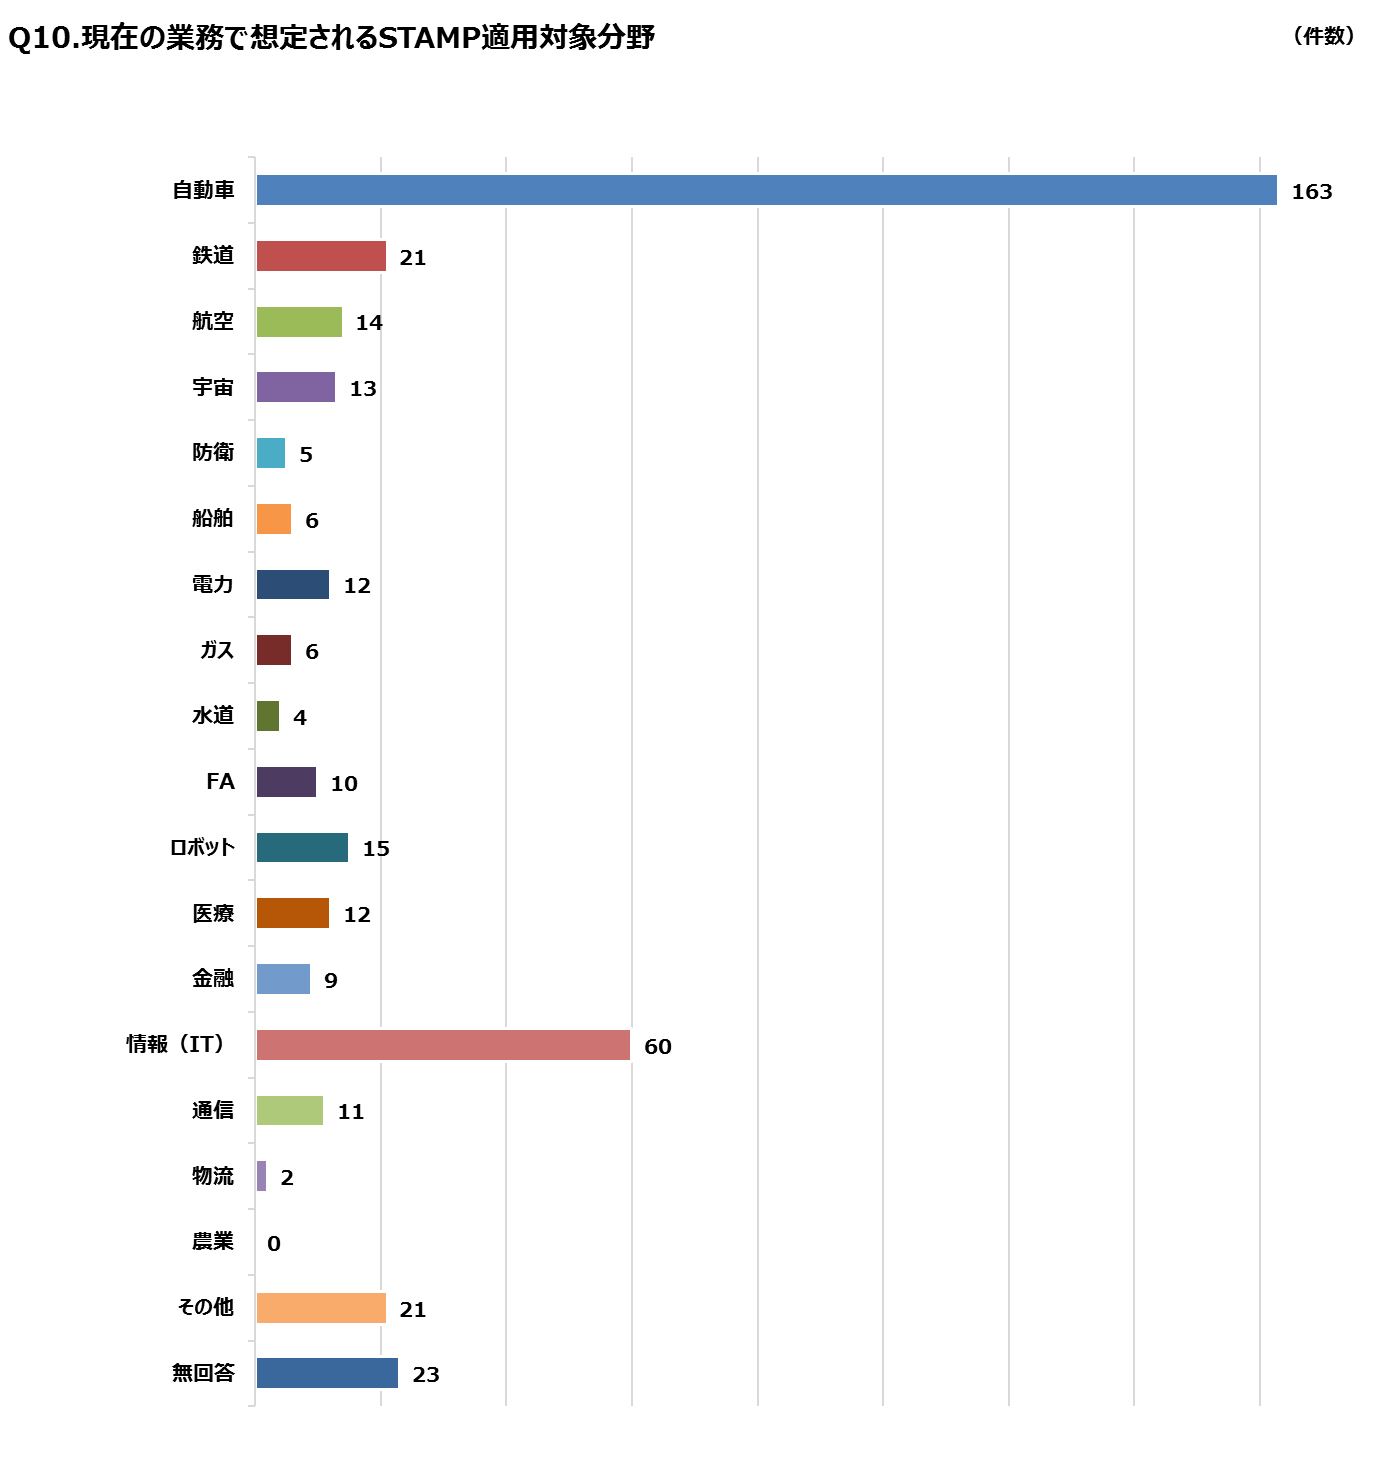 Q10.現在の業務で想定されるSTAMP適用対象分野
（件数）
自動車 163
鉄道 21
航空 14
宇宙 13
防衛 5
船舶 6
電力 12
ガス 6
水道 4
FA 10
ロボット 15
医療 12
金融 9
情報（IT） 60
通信 11
物流 2
農業 0
その他 21
無回答 23